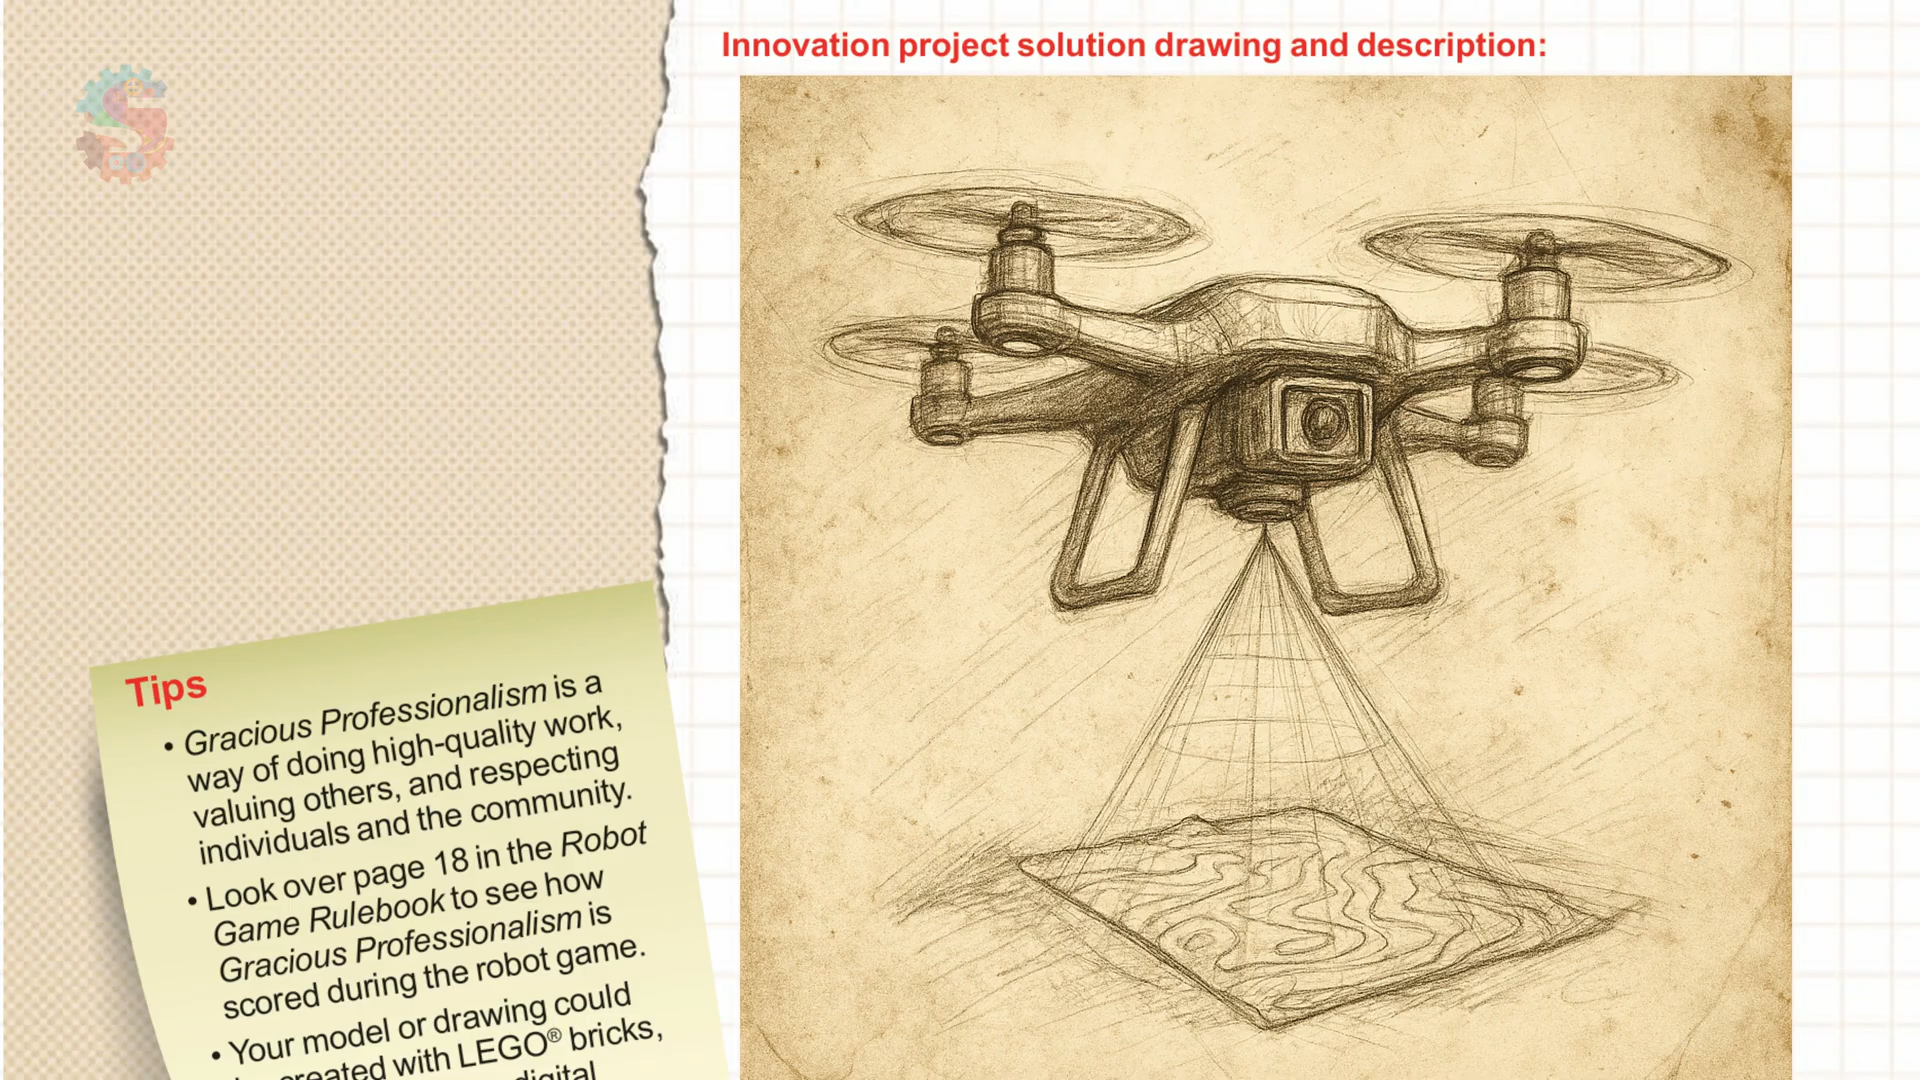 Innovation project solution drawing and description:
Tips
• Gracious Professionalism is a
way of doing high-quality work,
valuing others, and respecting
individuals and the community.
• Look over page 18 in the Robot
Game Rulebook to see how
Gracious Professionalism is
scored during the robot game.
• Your model or drawing could
created with LEGO® bricks,
digital